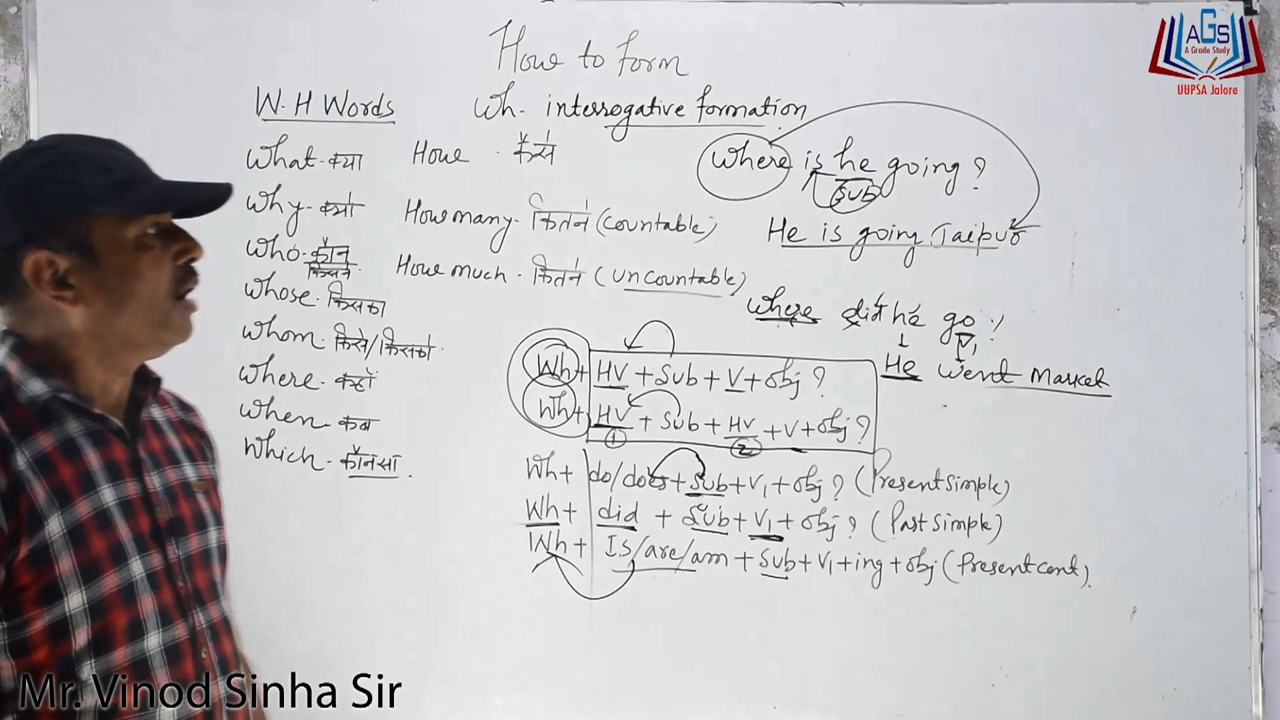 How to form
W.H Words
Wh- interrogative formation
What - क्या
Why - क्यों
Who - कौन
किसने
Whose - किसका
Whom - किसे/किसको
Where - कहाँ
When - कब
Which - कौनसा
How - कैसे
How many - कितने (Countable)
How much - कितने (Uncountable)
Where is he going?
Sub
He is going Jaipur
Where did he go?
V1
He went market
Wh + HV + Sub + V + obj ?
Wh + HV + Sub + HV + V + obj ?
1 2
Wh + do/does + Sub + V1 + obj ? (Present simple)
Wh + did + Sub + V1 + obj ? (Past simple)
Wh + Is/are/am + Sub + V1 + ing + obj (Present cont).
AGS
A Grade Study
UUPSA Jalore
Mr. Vinod Sinha Sir